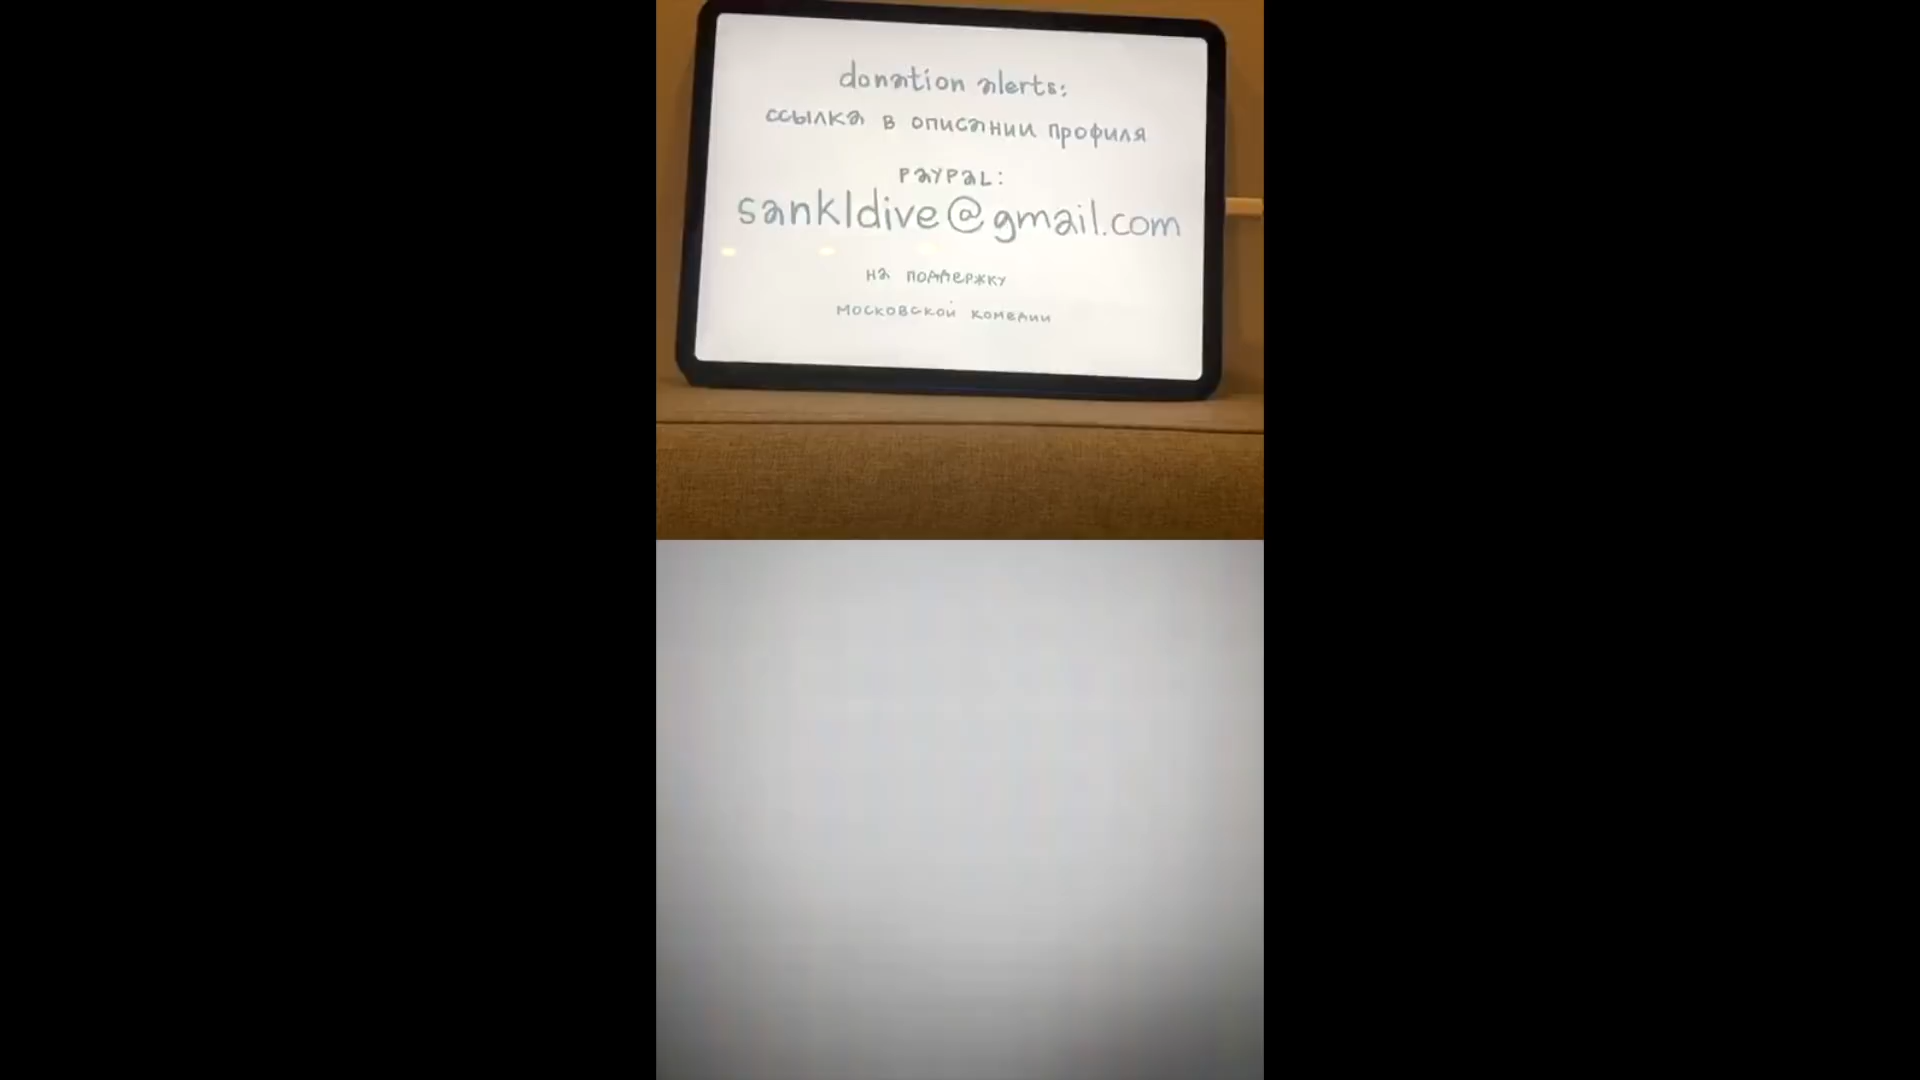 donation alerts:
ссылка в описании профиля
PAYPAL:
sankldive@gmail.com
на поддержку
московской комедии